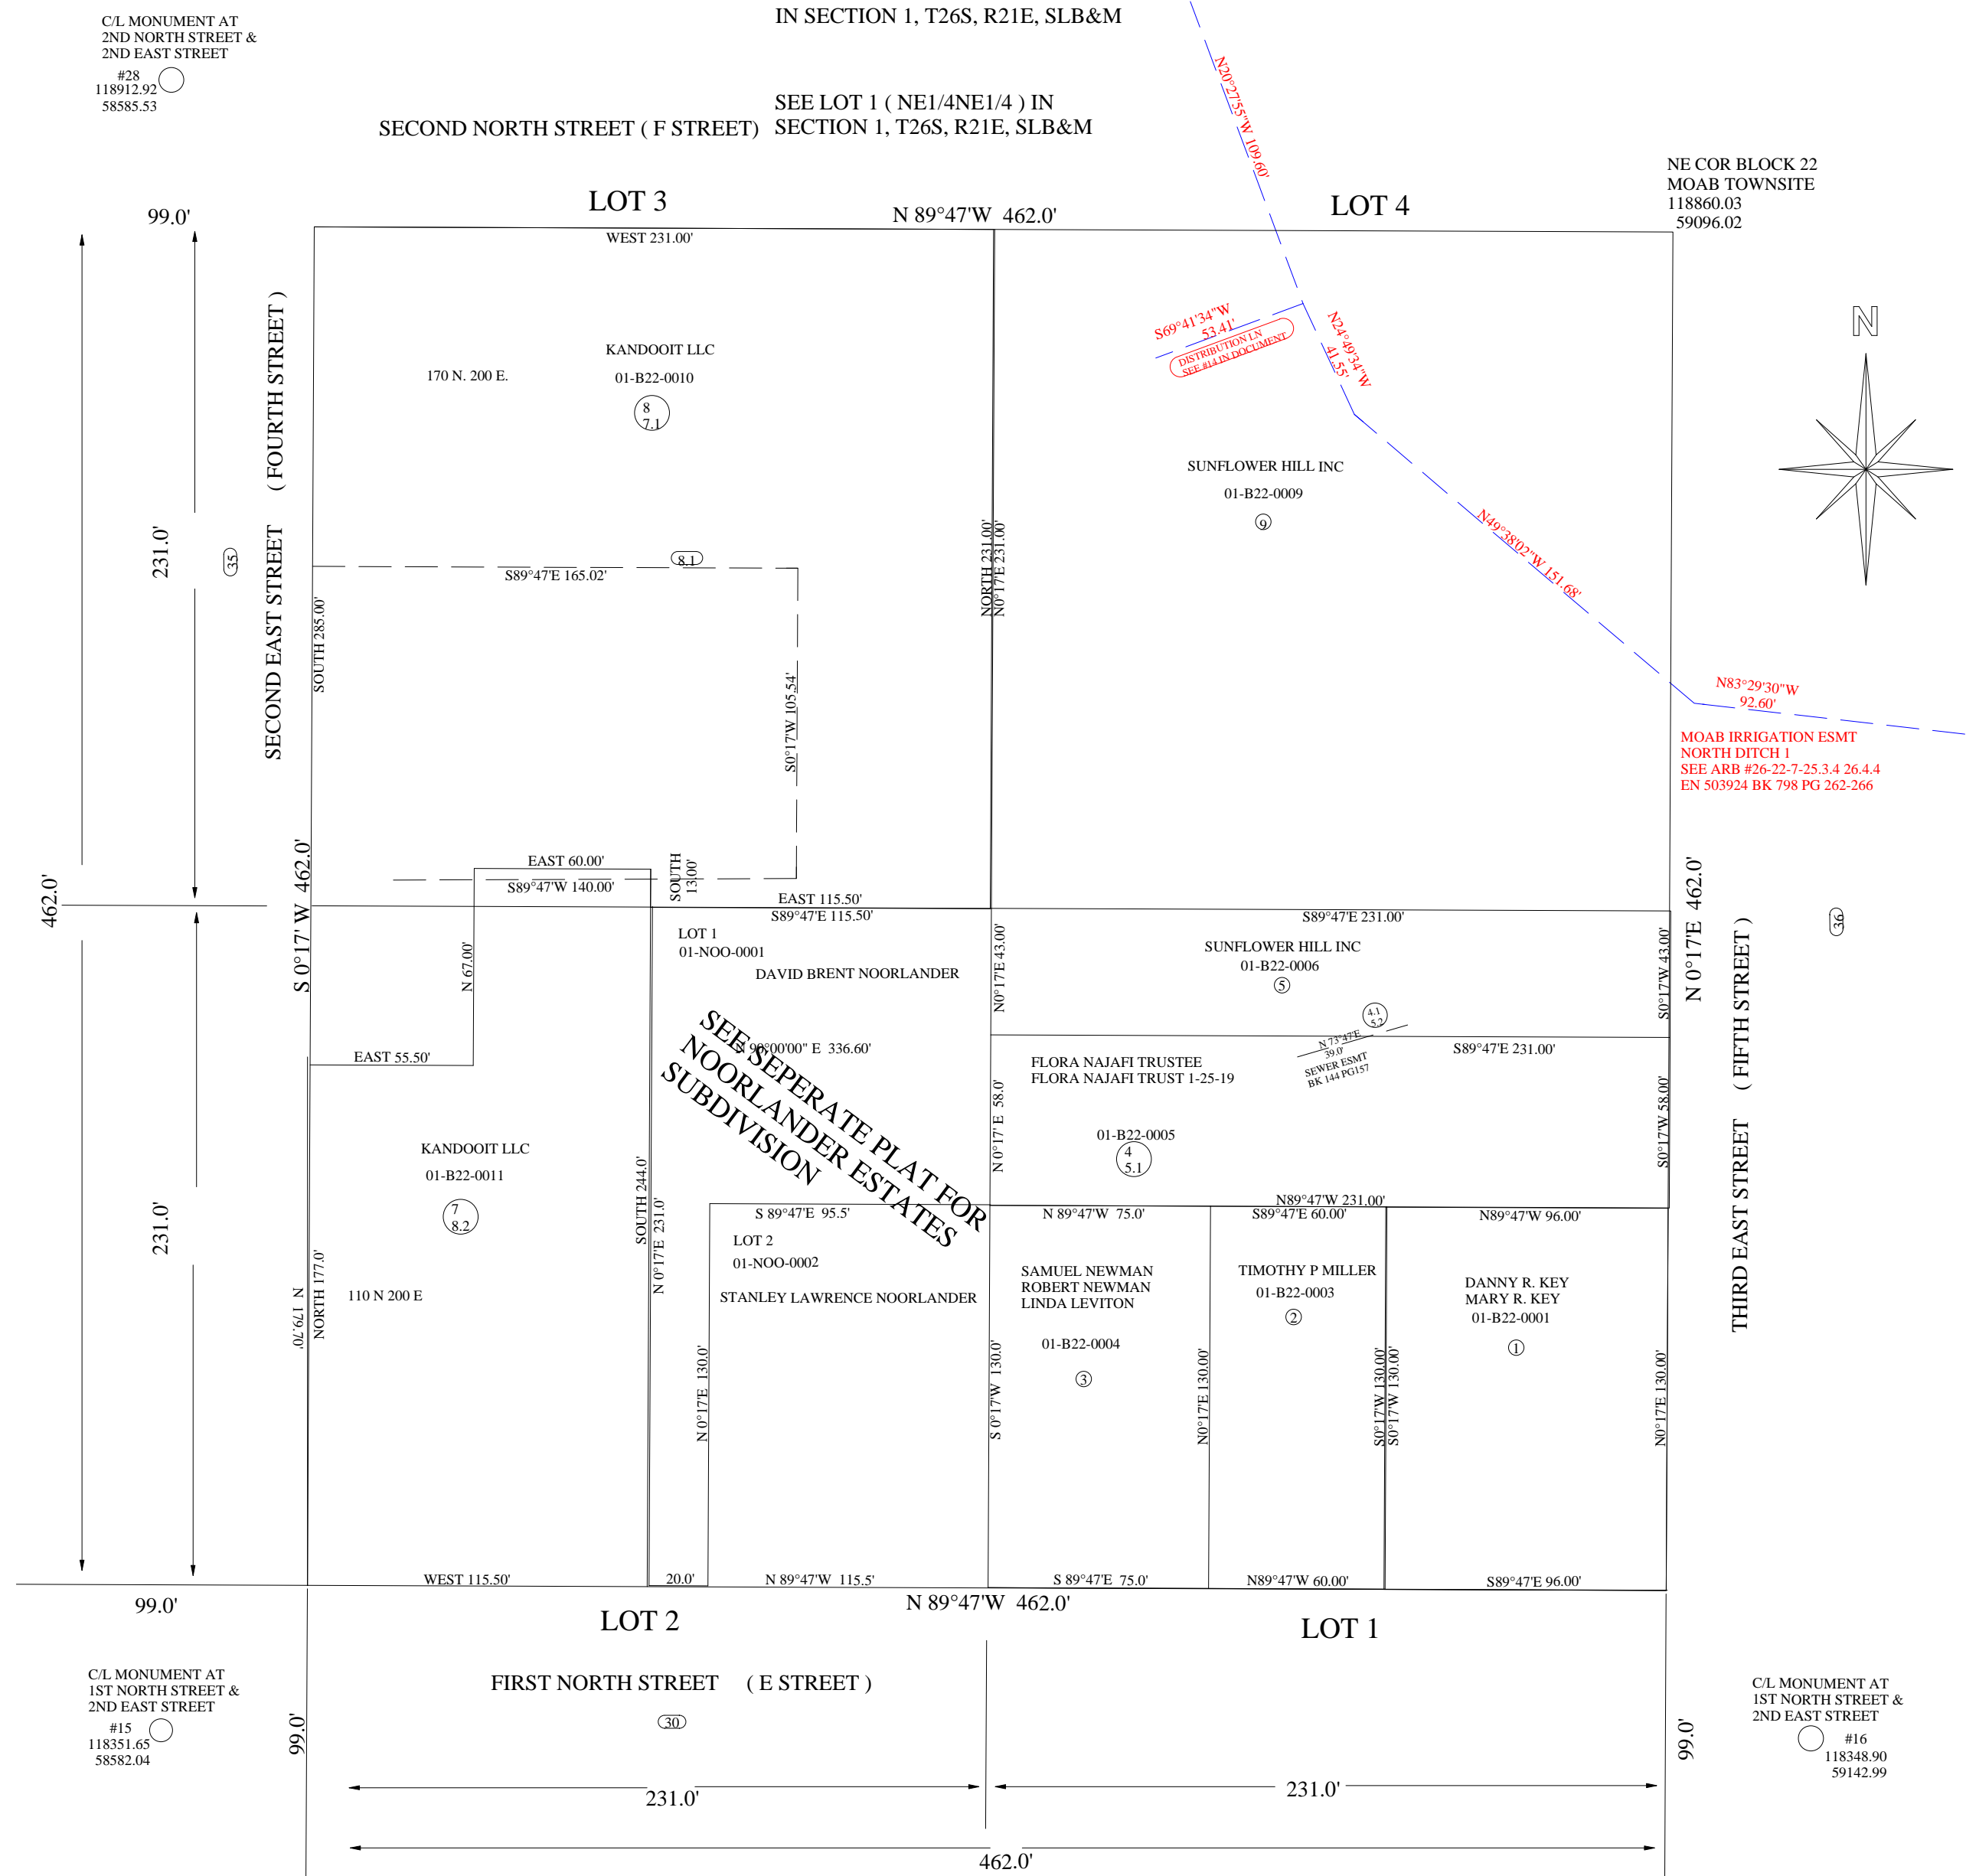 IN SECTION 1, T26S, R21E, SLB&M
C/L MONUMENT AT
2ND NORTH STREET &
2ND EAST STREET
#28
118912.92
58585.53
SEE LOT 1 ( NE1/4NE1/4 ) IN
SECTION 1, T26S, R21E, SLB&M
SECOND NORTH STREET ( F STREET)
N20°27'55"W 109.60'
NE COR BLOCK 22
MOAB TOWNSITE
118860.03
59096.02
LOT 3
N 89°47'W 462.0'
LOT 4
99.0'
WEST 231.00'
N
S69°41'34"W
53.41'
DISTRIBUTION LN
SEE #14 IN DOCUMENT
N24°49'34"W
41.55'
KANDOOIT LLC
170 N. 200 E.
01-B22-0010
8
7.1
SUNFLOWER HILL INC
01-B22-0009
9
N49°38'02"W 151.68'
SECOND EAST STREET ( FOURTH STREET )
231.0'
35
8.1
S89°47'E 165.02'
NORTH 231.00'
N0°17'E 231.00'
SOUTH 285.00'
S0°17'W 105.54'
N83°29'30"W
92.60'
MOAB IRRIGATION ESMT
NORTH DITCH 1
SEE ARB #26-22-7-25.3.4 26.4.4
EN 503924 BK 798 PG 262-266
462.0'
S 0°17' W 462.0'
EAST 60.00'
S89°47'W 140.00'
SOUTH
13.00'
EAST 115.50'
S89°47'E 115.50'
S89°47'E 231.00'
N 0°17'E 462.0'
36
N 67.00'
LOT 1
01-NOO-0001
DAVID BRENT NOORLANDER
N0°17'E 43.00'
SUNFLOWER HILL INC
01-B22-0006
5
S0°17'W 43.00'
4.1
5.2
N 73°47'E
39.0'
SEWER ESMT
BK 144 PG157
S89°47'E 231.00'
EAST 55.50'
N 90°00'00" E 336.60'
SEE SEPERATE PLAT FOR
NOORLANDER ESTATES
SUBDIVISION
FLORA NAJAFI TRUSTEE
FLORA NAJAFI TRUST 1-25-19
N 0°17' E 58.0'
01-B22-0005
4
5.1
S0°17'W 58.00'
THIRD EAST STREET ( FIFTH STREET )
KANDOOIT LLC
01-B22-0011
7
8.2
231.0'
SOUTH 244.0'
N 0°17'E 231.0'
N89°47'W 231.00'
S 89°47'E 95.5'
N 89°47'W 75.0'
S89°47'E 60.00'
N89°47'W 96.00'
LOT 2
01-NOO-0002
STANLEY LAWRENCE NOORLANDER
SAMUEL NEWMAN
ROBERT NEWMAN
LINDA LEVITON
01-B22-0004
3
TIMOTHY P MILLER
01-B22-0003
2
DANNY R. KEY
MARY R. KEY
01-B22-0001
1
N 179.70'
NORTH 177.0'
110 N 200 E
N 0°17'E 130.0'
S 0°17'W 130.0'
N0°17'E 130.00'
S0°17'W 130.00'
S0°17'W 130.00'
N0°17'E 130.00'
WEST 115.50'
20.0'
N 89°47'W 115.5'
S 89°47'E 75.0'
N89°47'W 60.00'
S89°47'E 96.00'
99.0'
N 89°47'W 462.0'
LOT 2
LOT 1
C/L MONUMENT AT
1ST NORTH STREET &
2ND EAST STREET
#15
118351.65
58582.04
FIRST NORTH STREET ( E STREET )
30
99.0'
99.0'
C/L MONUMENT AT
1ST NORTH STREET &
2ND EAST STREET
#16
118348.90
59142.99
231.0'
231.0'
462.0'